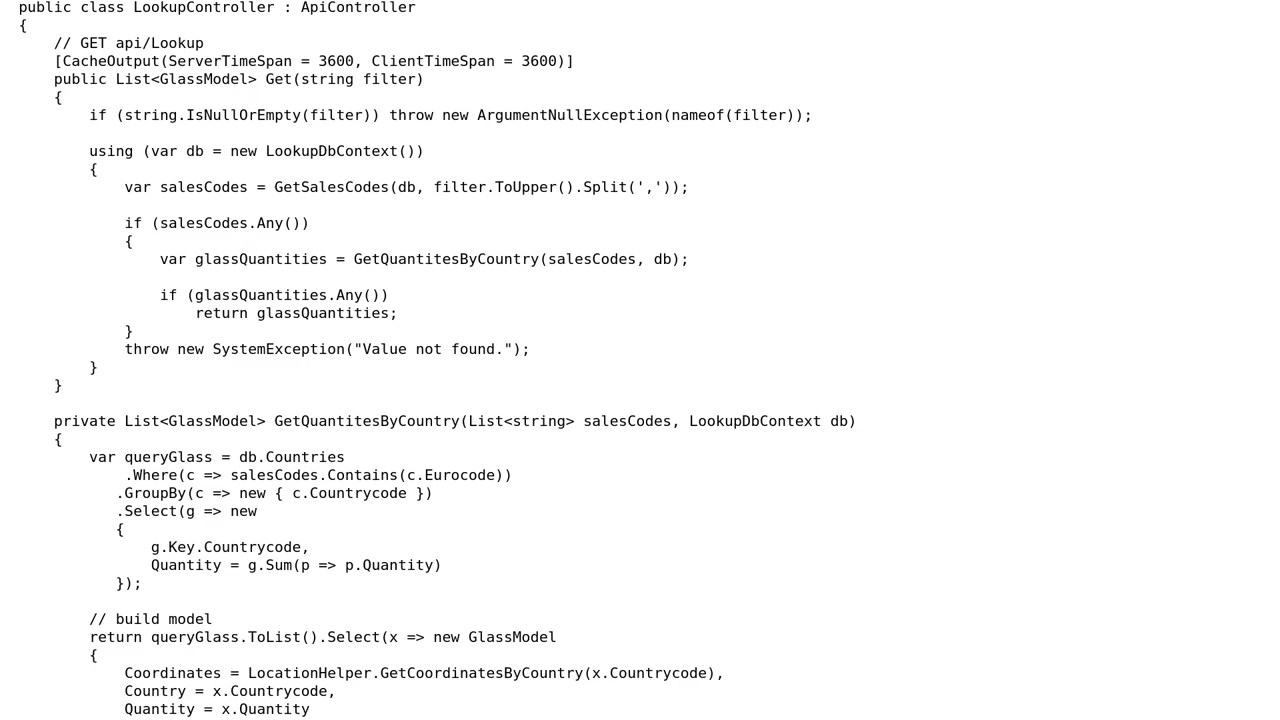 public class LookupController : ApiController
{
    // GET api/Lookup
    [CacheOutput(ServerTimeSpan = 3600, ClientTimeSpan = 3600)]
    public List<GlassModel> Get(string filter)
    {
        if (string.IsNullOrEmpty(filter)) throw new ArgumentNullException(nameof(filter));

        using (var db = new LookupDbContext())
        {
            var salesCodes = GetSalesCodes(db, filter.ToUpper().Split(','));

            if (salesCodes.Any())
            {
                var glassQuantities = GetQuantitesByCountry(salesCodes, db);

                if (glassQuantities.Any())
                    return glassQuantities;
            }
            throw new SystemException("Value not found.");
        }
    }

    private List<GlassModel> GetQuantitesByCountry(List<string> salesCodes, LookupDbContext db)
    {
        var queryGlass = db.Countries
            .Where(c => salesCodes.Contains(c.Eurocode))
           .GroupBy(c => new { c.Countrycode })
           .Select(g => new
           {
               g.Key.Countrycode,
               Quantity = g.Sum(p => p.Quantity)
           });

        // build model
        return queryGlass.ToList().Select(x => new GlassModel
        {
            Coordinates = LocationHelper.GetCoordinatesByCountry(x.Countrycode),
            Country = x.Countrycode,
            Quantity = x.Quantity